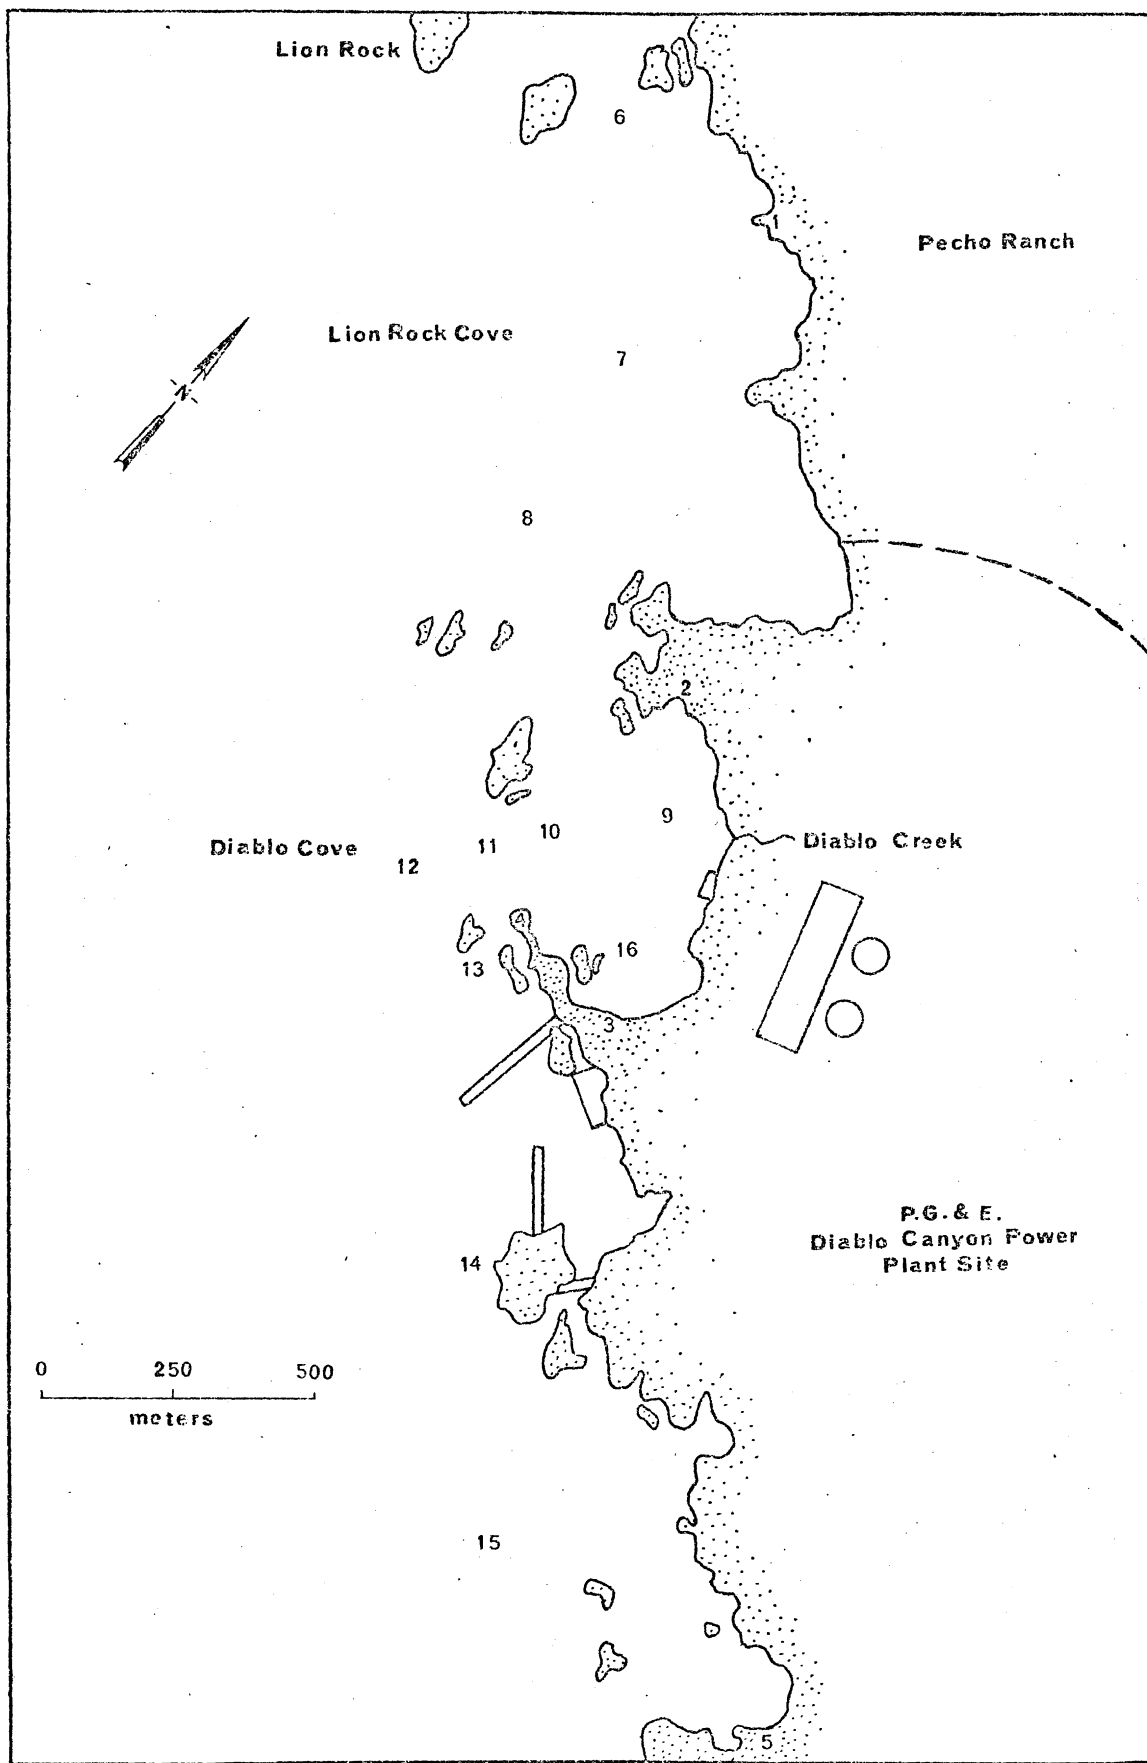 Lion Rock
6
1
Pecho Ranch
Lion Rock Cove
7
N
8
2
9
10
11
12
Diablo Cove
Diablo Creek
4
16
13
3
P.G. & E.
Diablo Canyon Power
Plant Site
14
0 250 500
meters
15
5